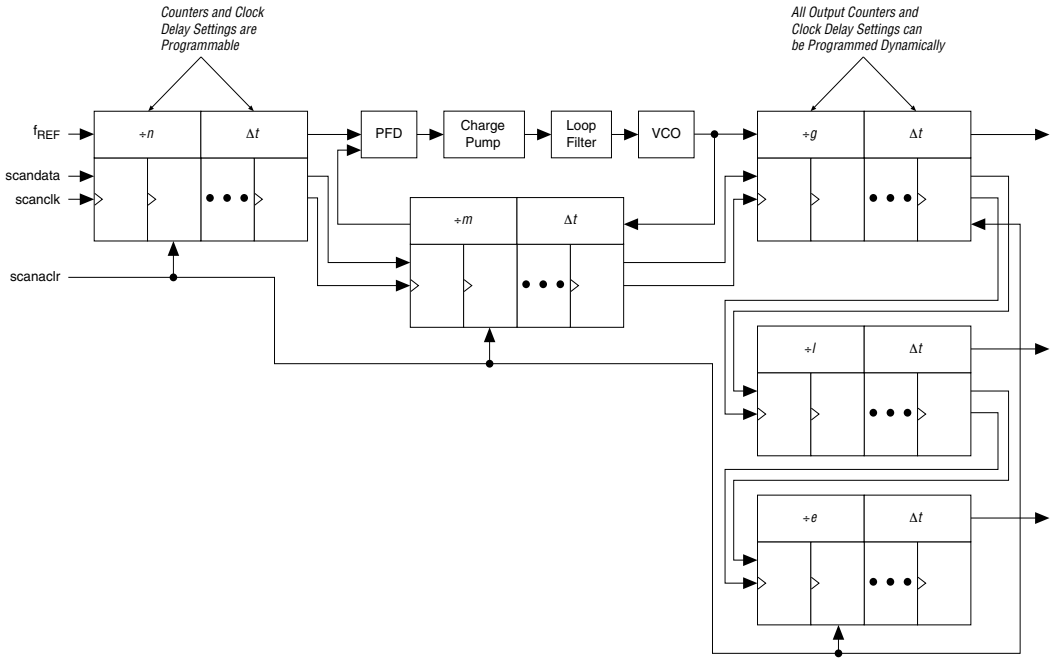 Counters and Clock
Delay Settings are
Programmable
All Output Counters and
Clock Delay Settings can
be Programmed Dynamically
fREF
÷n
Δt
PFD
Charge
Pump
Loop
Filter
VCO
÷g
Δt
scandata
scanclk
÷m
Δt
scanaclr
÷l
Δt
÷e
Δt